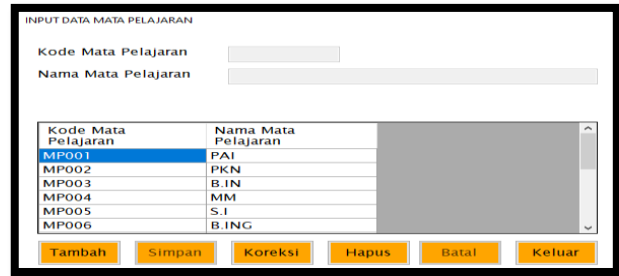 INPUT DATA MATA PELAJARAN
Kode Mata Pelajaran
Nama Mata Pelajaran
Kode Mata Pelajaran Nama Mata Pelajaran
MP001 PAI
MP002 PKN
MP003 B.IN
MP004 MM
MP005 S.I
MP006 B.ING
Tambah Simpan Koreksi Hapus Batal Keluar